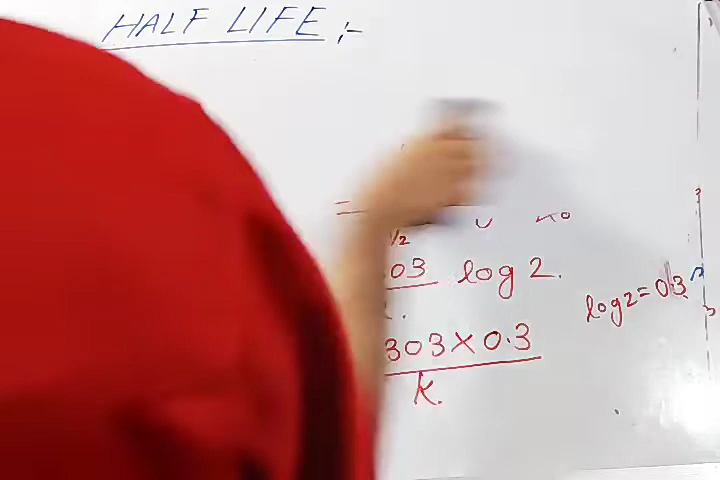 HALF LIFE :-
=
1/2
03 log 2.
log2 = 0.3
303 × 0.3
K.